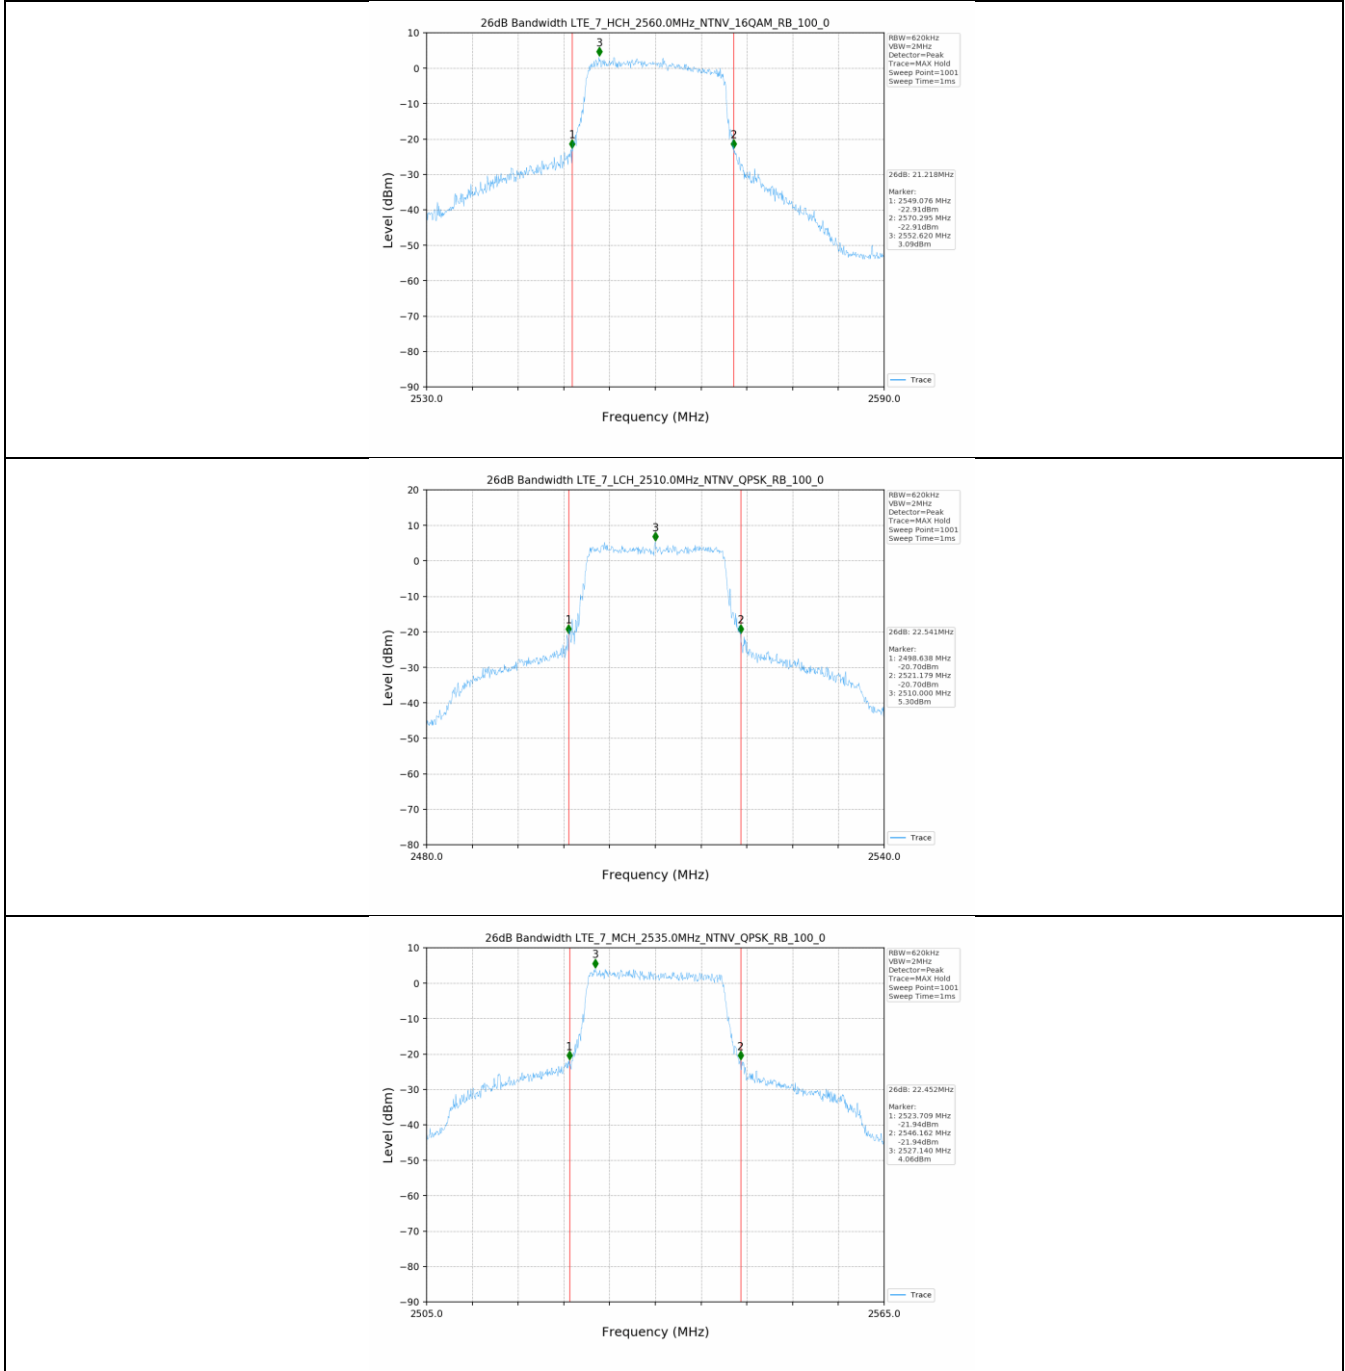 26dB Bandwidth LTE_7_HCH_2560.0MHz_NTNV_16QAM_RB_100_0
10
0
−10
−20
−30
−40
−50
−60
−70
−80
−90
Level (dBm)
2530.0
2590.0
Frequency (MHz)
1
2
3
RBW=620kHz
VBW=2MHz
Detector=Peak
Trace=MAX Hold
Sweep Point=1001
Sweep Time=1ms
26dB: 21.218MHz
Marker:
1: 2549.076 MHz
-22.91dBm
2: 2570.295 MHz
-22.91dBm
3: 2552.620 MHz
3.09dBm
Trace
26dB Bandwidth LTE_7_LCH_2510.0MHz_NTNV_QPSK_RB_100_0
20
10
0
−10
−20
−30
−40
−50
−60
−70
−80
Level (dBm)
2480.0
2540.0
Frequency (MHz)
1
2
3
RBW=620kHz
VBW=2MHz
Detector=Peak
Trace=MAX Hold
Sweep Point=1001
Sweep Time=1ms
26dB: 22.541MHz
Marker:
1: 2498.638 MHz
-20.70dBm
2: 2521.179 MHz
-20.70dBm
3: 2510.000 MHz
5.30dBm
Trace
26dB Bandwidth LTE_7_MCH_2535.0MHz_NTNV_QPSK_RB_100_0
10
0
−10
−20
−30
−40
−50
−60
−70
−80
−90
Level (dBm)
2505.0
2565.0
Frequency (MHz)
1
2
3
RBW=620kHz
VBW=2MHz
Detector=Peak
Trace=MAX Hold
Sweep Point=1001
Sweep Time=1ms
26dB: 22.452MHz
Marker:
1: 2523.709 MHz
-21.94dBm
2: 2546.162 MHz
-21.94dBm
3: 2527.140 MHz
4.06dBm
Trace